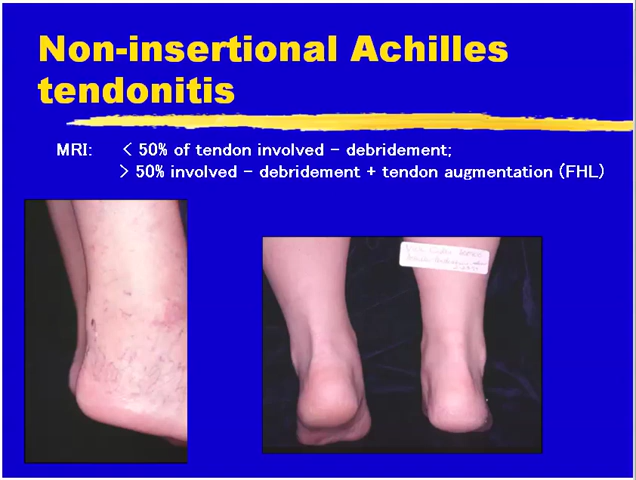 Non-insertional Achilles
tendonitis
MRI: < 50% of tendon involved - debridement;
> 50% involved - debridement + tendon augmentation (FHL)